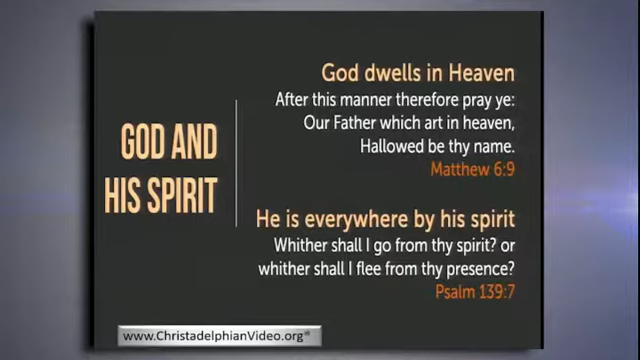 GOD AND
HIS SPIRIT
God dwells in Heaven
After this manner therefore pray ye:
Our Father which art in heaven,
Hallowed be thy name.
Matthew 6:9
He is everywhere by his spirit
Whither shall I go from thy spirit? or
whither shall I flee from thy presence?
Psalm 139:7
www.ChristadelphianVideo.org®